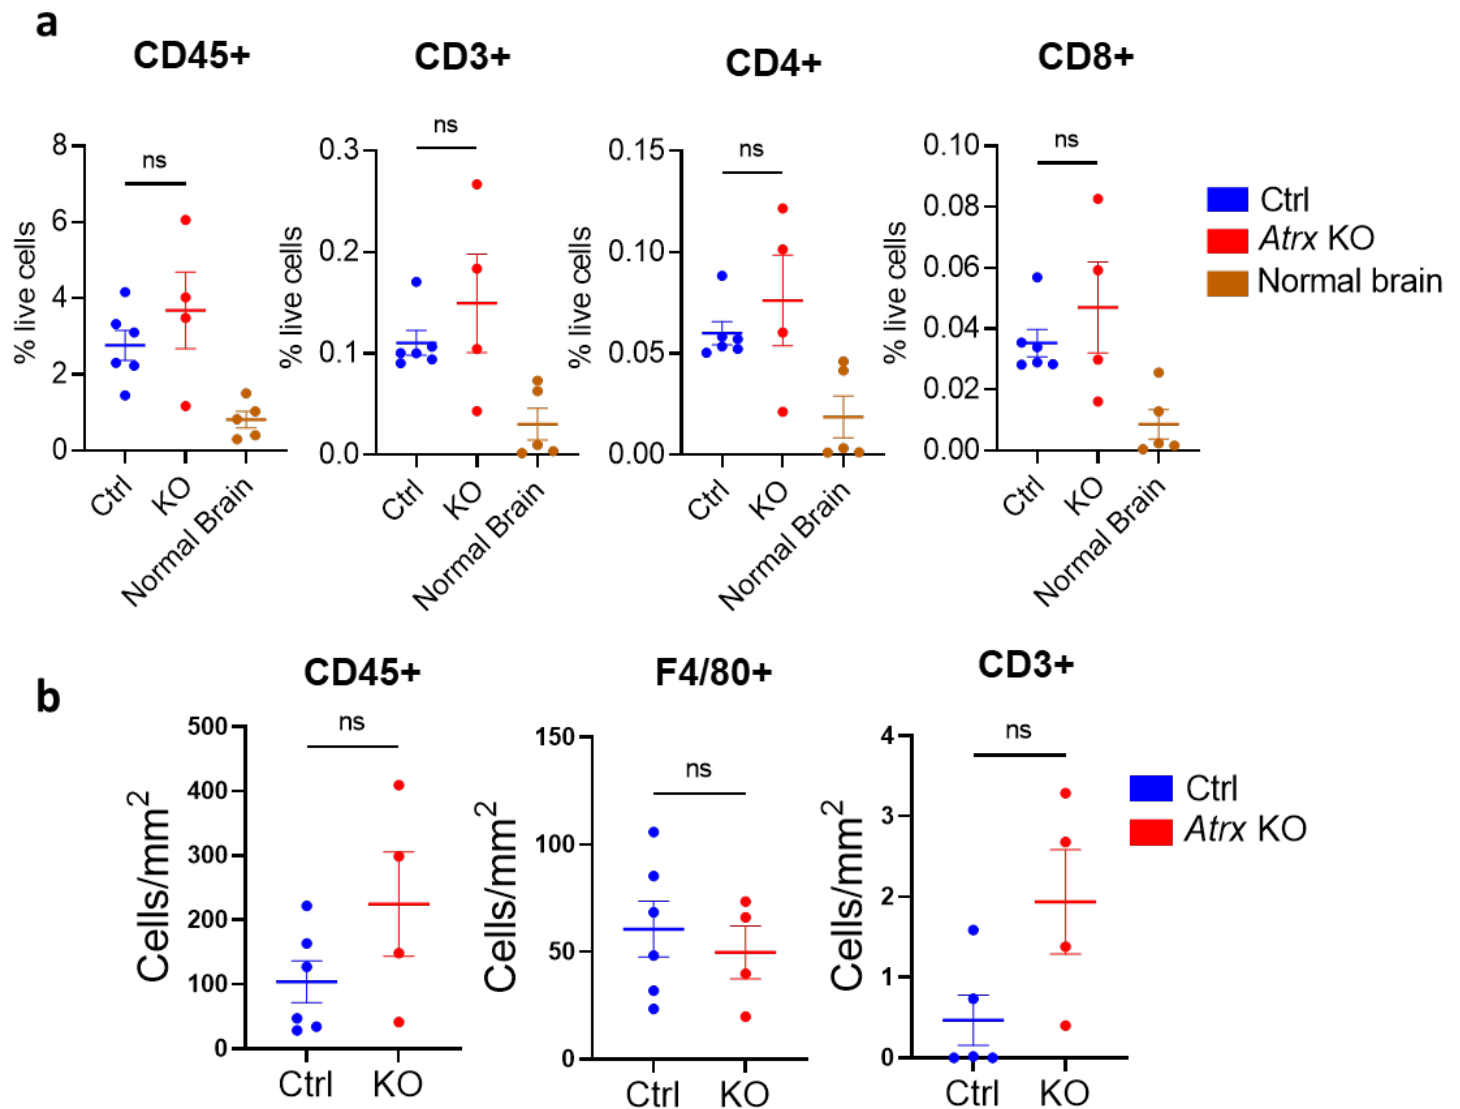 a
CD45+
CD3+
CD4+
CD8+
ns
ns
ns
ns
8
6
4
2
0
% live cells
Ctrl
KO
Normal Brain
0.3
0.2
0.1
0.0
% live cells
Ctrl
KO
Normal Brain
0.15
0.10
0.05
0.00
% live cells
Ctrl
KO
Normal Brain
0.10
0.08
0.06
0.04
0.02
0.00
% live cells
Ctrl
KO
Normal Brain
Ctrl
Atrx KO
Normal brain
b
CD45+
F4/80+
CD3+
ns
ns
ns
500
400
300
200
100
0
Cells/mm2
Ctrl
KO
150
100
50
0
Cells/mm2
Ctrl
KO
4
3
2
1
0
Cells/mm2
Ctrl
KO
Ctrl
Atrx KO